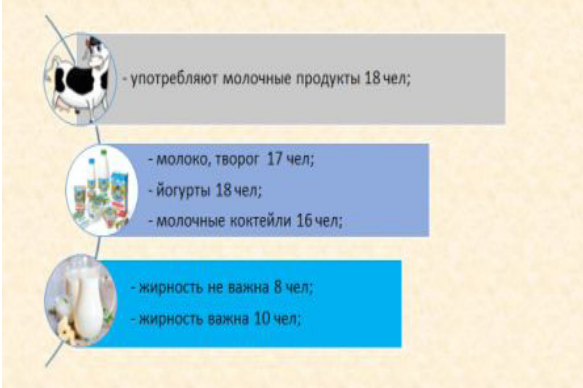 - употребляют молочные продукты 18 чел;
- молоко, творог 17 чел;
- йогурты 18 чел;
- молочные коктейли 16 чел;
- жирность не важна 8 чел;
- жирность важна 10 чел;